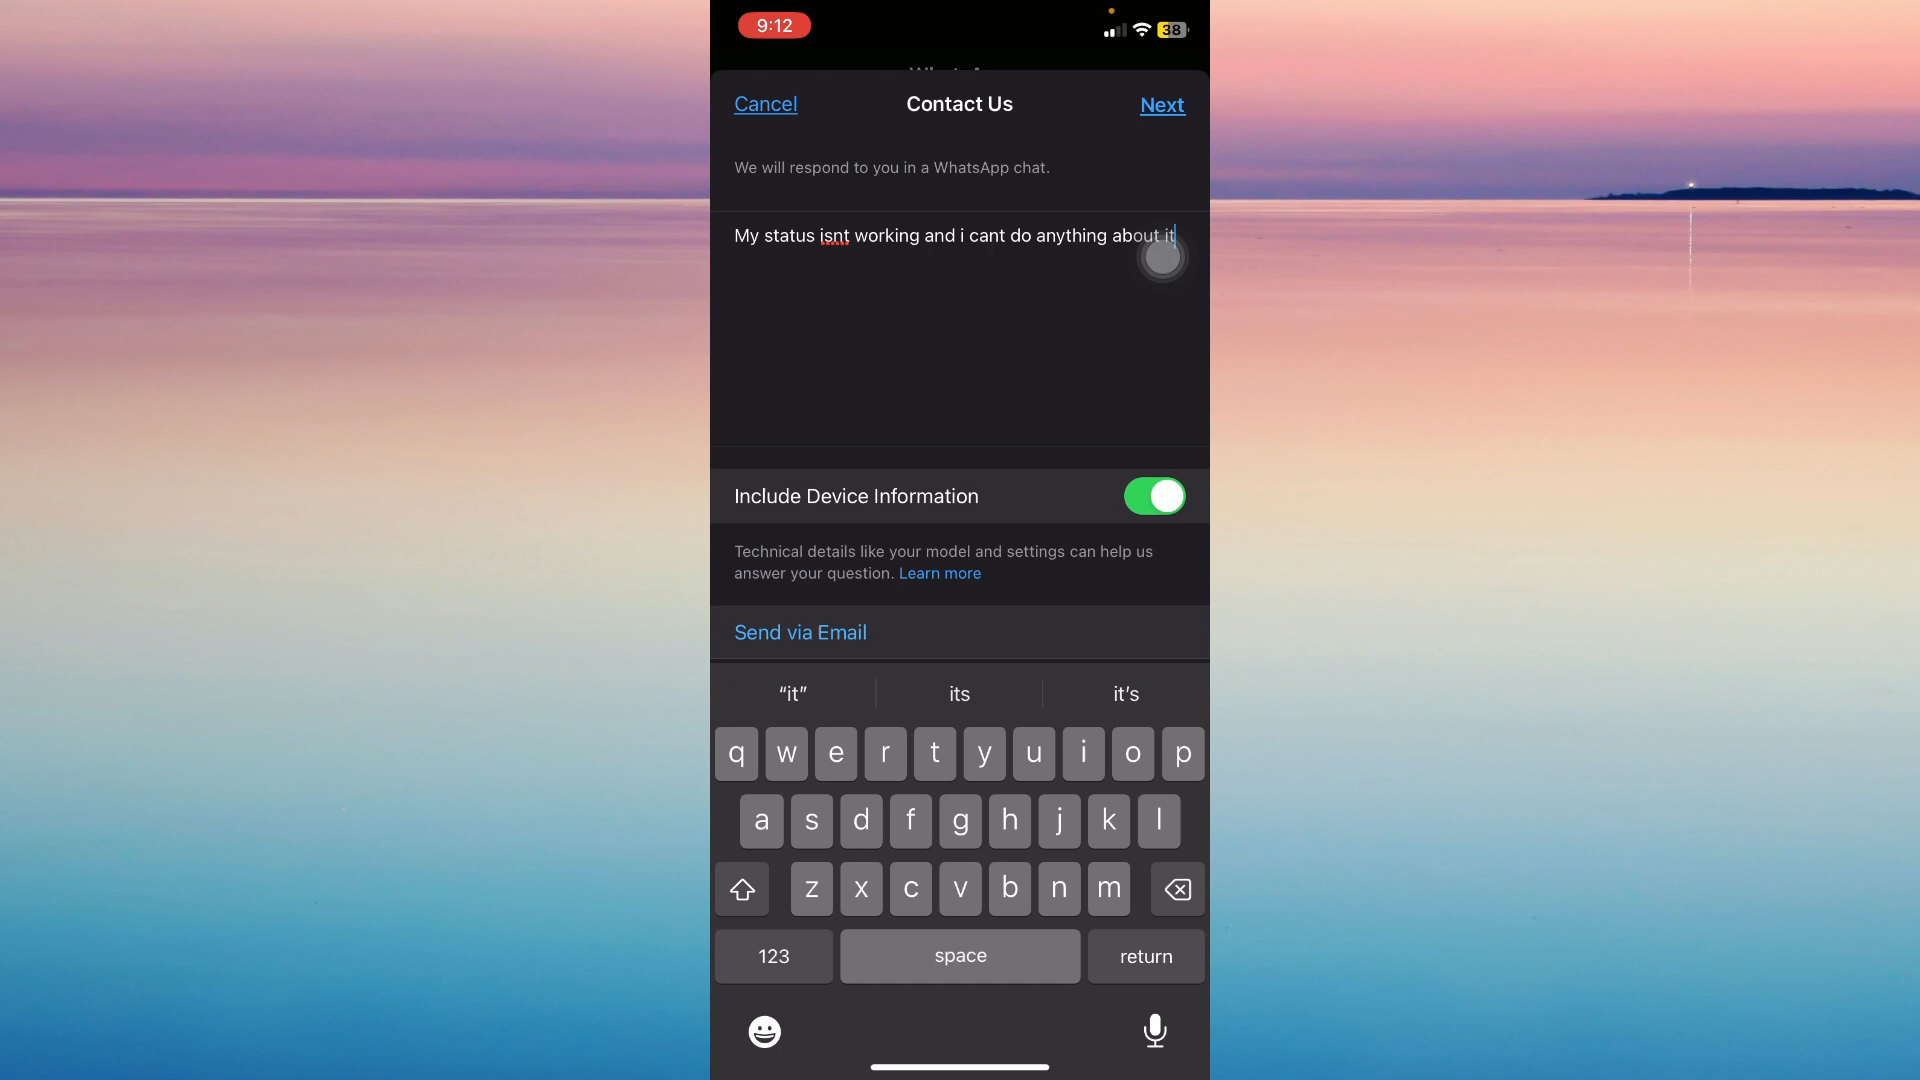 9:12
38
Cancel
Contact Us
Next
We will respond to you in a WhatsApp chat.
My status isnt working and i cant do anything about it
Include Device Information
Technical details like your model and settings can help us
answer your question. Learn more
Send via Email
“it”
its
it’s
q w e r t y u i o p
a s d f g h j k l
z x c v b n m
123
space
return